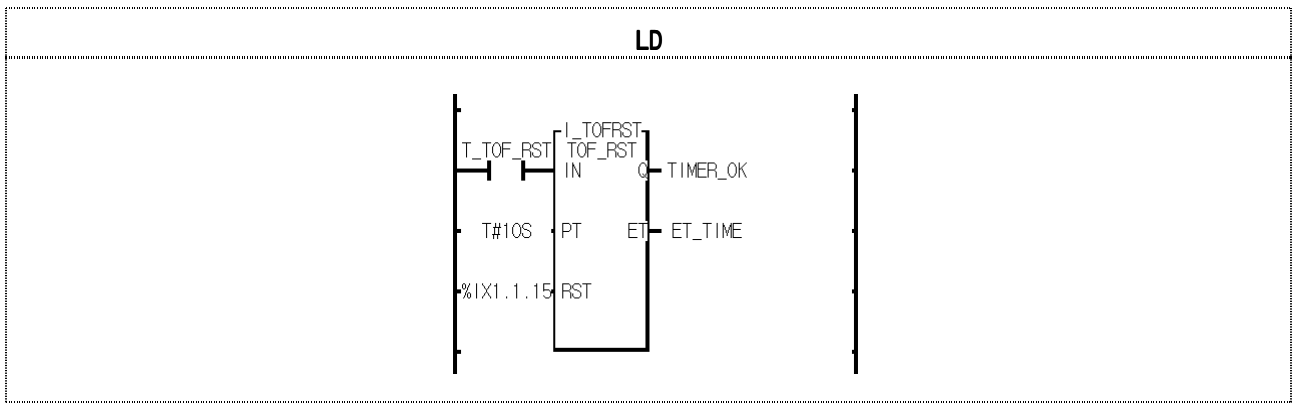 LD
I_TOFRST
T_TOF_RST TOF_RST
IN Q TIMER_OK
T#10S PT ET ET_TIME
%IX1.1.15 RST